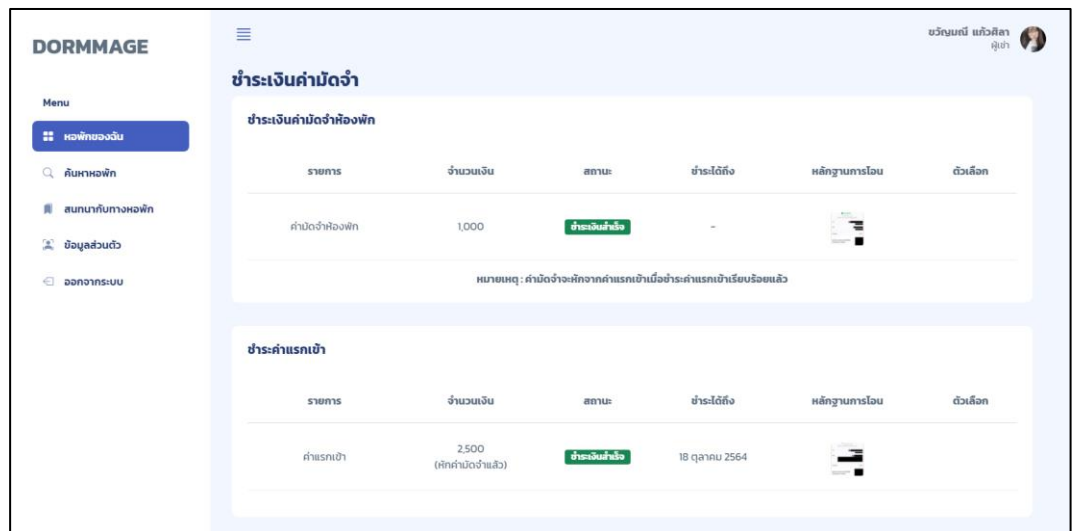 DORMMAGE
ขวัญมณี แก้วศิลา
ผู้เช่า
Menu
หอพักของฉัน
ค้นหาหอพัก
สนทนากับทางหอพัก
ข้อมูลส่วนตัว
ออกจากระบบ
ชำระเงินค่ามัดจำ
ชำระเงินค่ามัดจำห้องพัก
รายการ จำนวนเงิน สถานะ ชำระได้ถึง หลักฐานการโอน ตัวเลือก
ค่ามัดจำห้องพัก 1,000 ชำระเงินสำเร็จ -
หมายเหตุ : ค่ามัดจำจะหักจากค่าแรกเข้าเมื่อชำระค่าแรกเข้าเรียบร้อยแล้ว
ชำระค่าแรกเข้า
รายการ จำนวนเงิน สถานะ ชำระได้ถึง หลักฐานการโอน ตัวเลือก
ค่าแรกเข้า 2,500 ชำระเงินสำเร็จ 18 ตุลาคม 2564
(หักค่ามัดจำแล้ว)